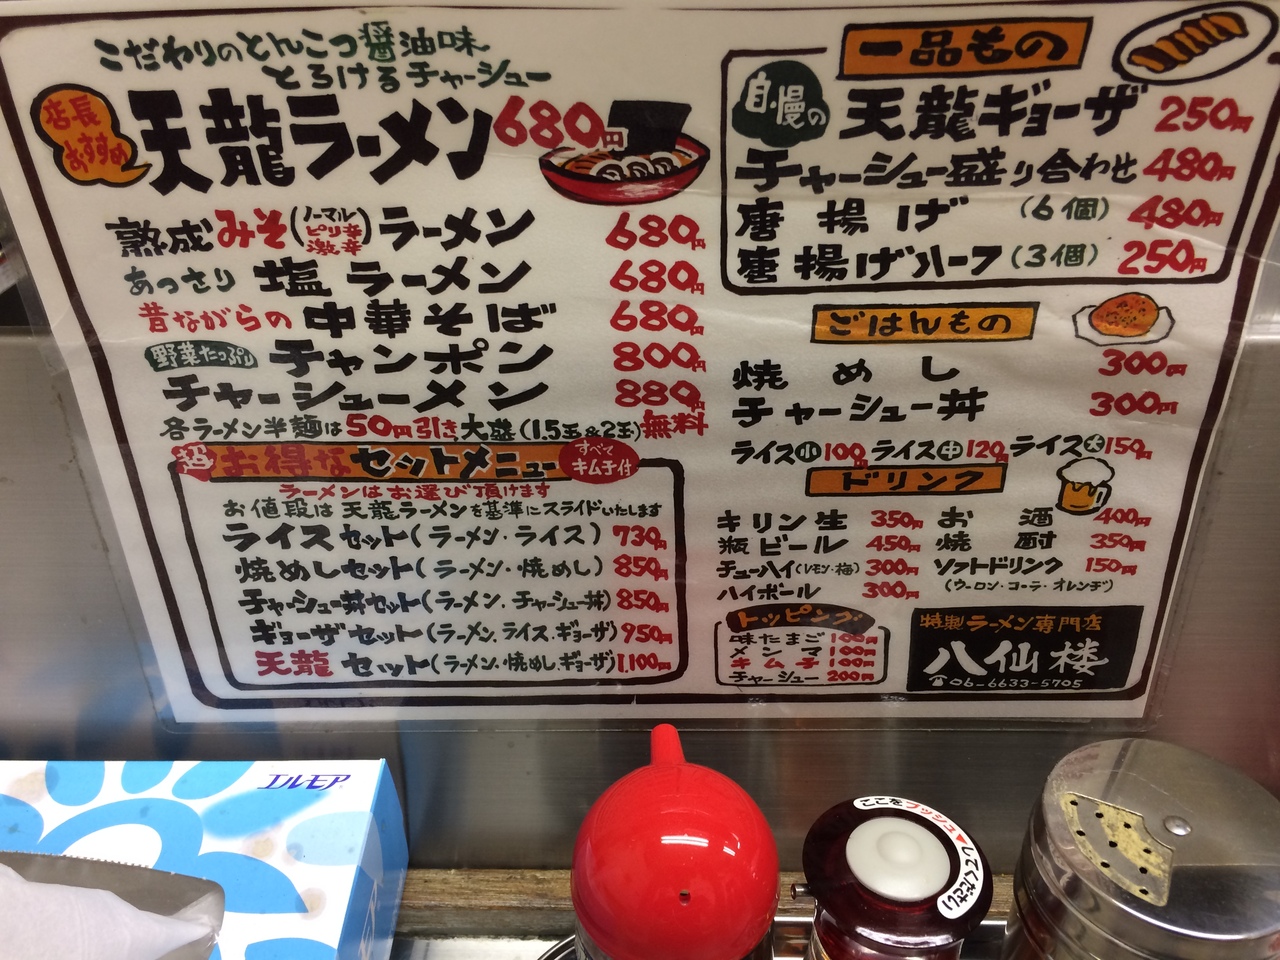 こだわりのとんこつ醤油味
とろけるチャーシュー
店長おすすめ
天龍ラーメン 680円
熟成みそ(ノーマル ピリ辛 激辛)ラーメン 680円
あっさり 塩ラーメン 680円
昔ながらの 中華そば 680円
野菜たっぷり チャンポン 800円
チャーシューメン 880円
各ラーメン半麺は50円引き 大盛(1.5玉&2玉)無料
超お得なセットメニュー すべてキムチ付
ラーメンはお選び頂けます
お値段は天龍ラーメンを基準にスライドいたします
ライスセット(ラーメン・ライス) 730円
焼めしセット(ラーメン・焼めし) 850円
チャーシュー丼セット(ラーメン.チャーシュー丼) 850円
ギョーザセット(ラーメン.ライス.ギョーザ) 950円
天龍セット(ラーメン・焼めし.ギョーザ) 1,100円
一品もの
自慢の 天龍ギョーザ 250円
チャーシュー盛り合わせ 480円
唐揚げ (6個) 480円
唐揚げハーフ (3個) 250円
ごはんもの
焼めし 300円
チャーシュー丼 300円
ライス小100円 ライス中120円 ライス大150円
ドリンク
キリン生 350円
瓶ビール 450円
チューハイ(レモン・梅) 300円
ハイボール 300円
お酒 400円
焼酎 350円
ソフトドリンク 150円
(ウーロン・コーラ・オレンヂ)
トッピング
味たまご 100円
メンマ 100円
キムチ 100円
チャーシュー 200円
特製ラーメン専門店
八仙楼
☎06-6633-5705
エルモア
ここをプッシュしてください